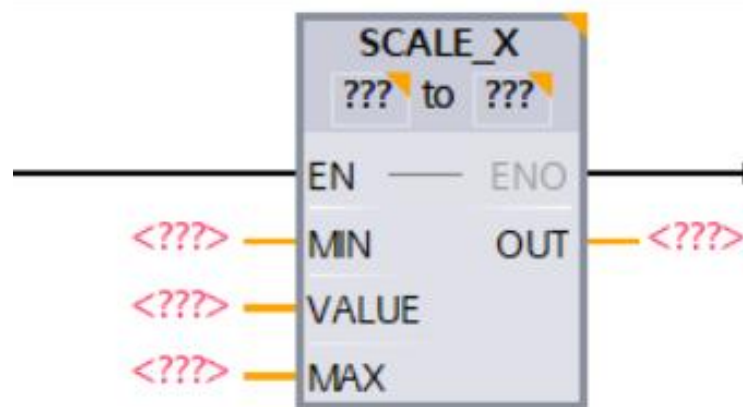 SCALE_X
??? to ???
EN ENO
<???> MIN OUT <???>
<???> VALUE
<???> MAX